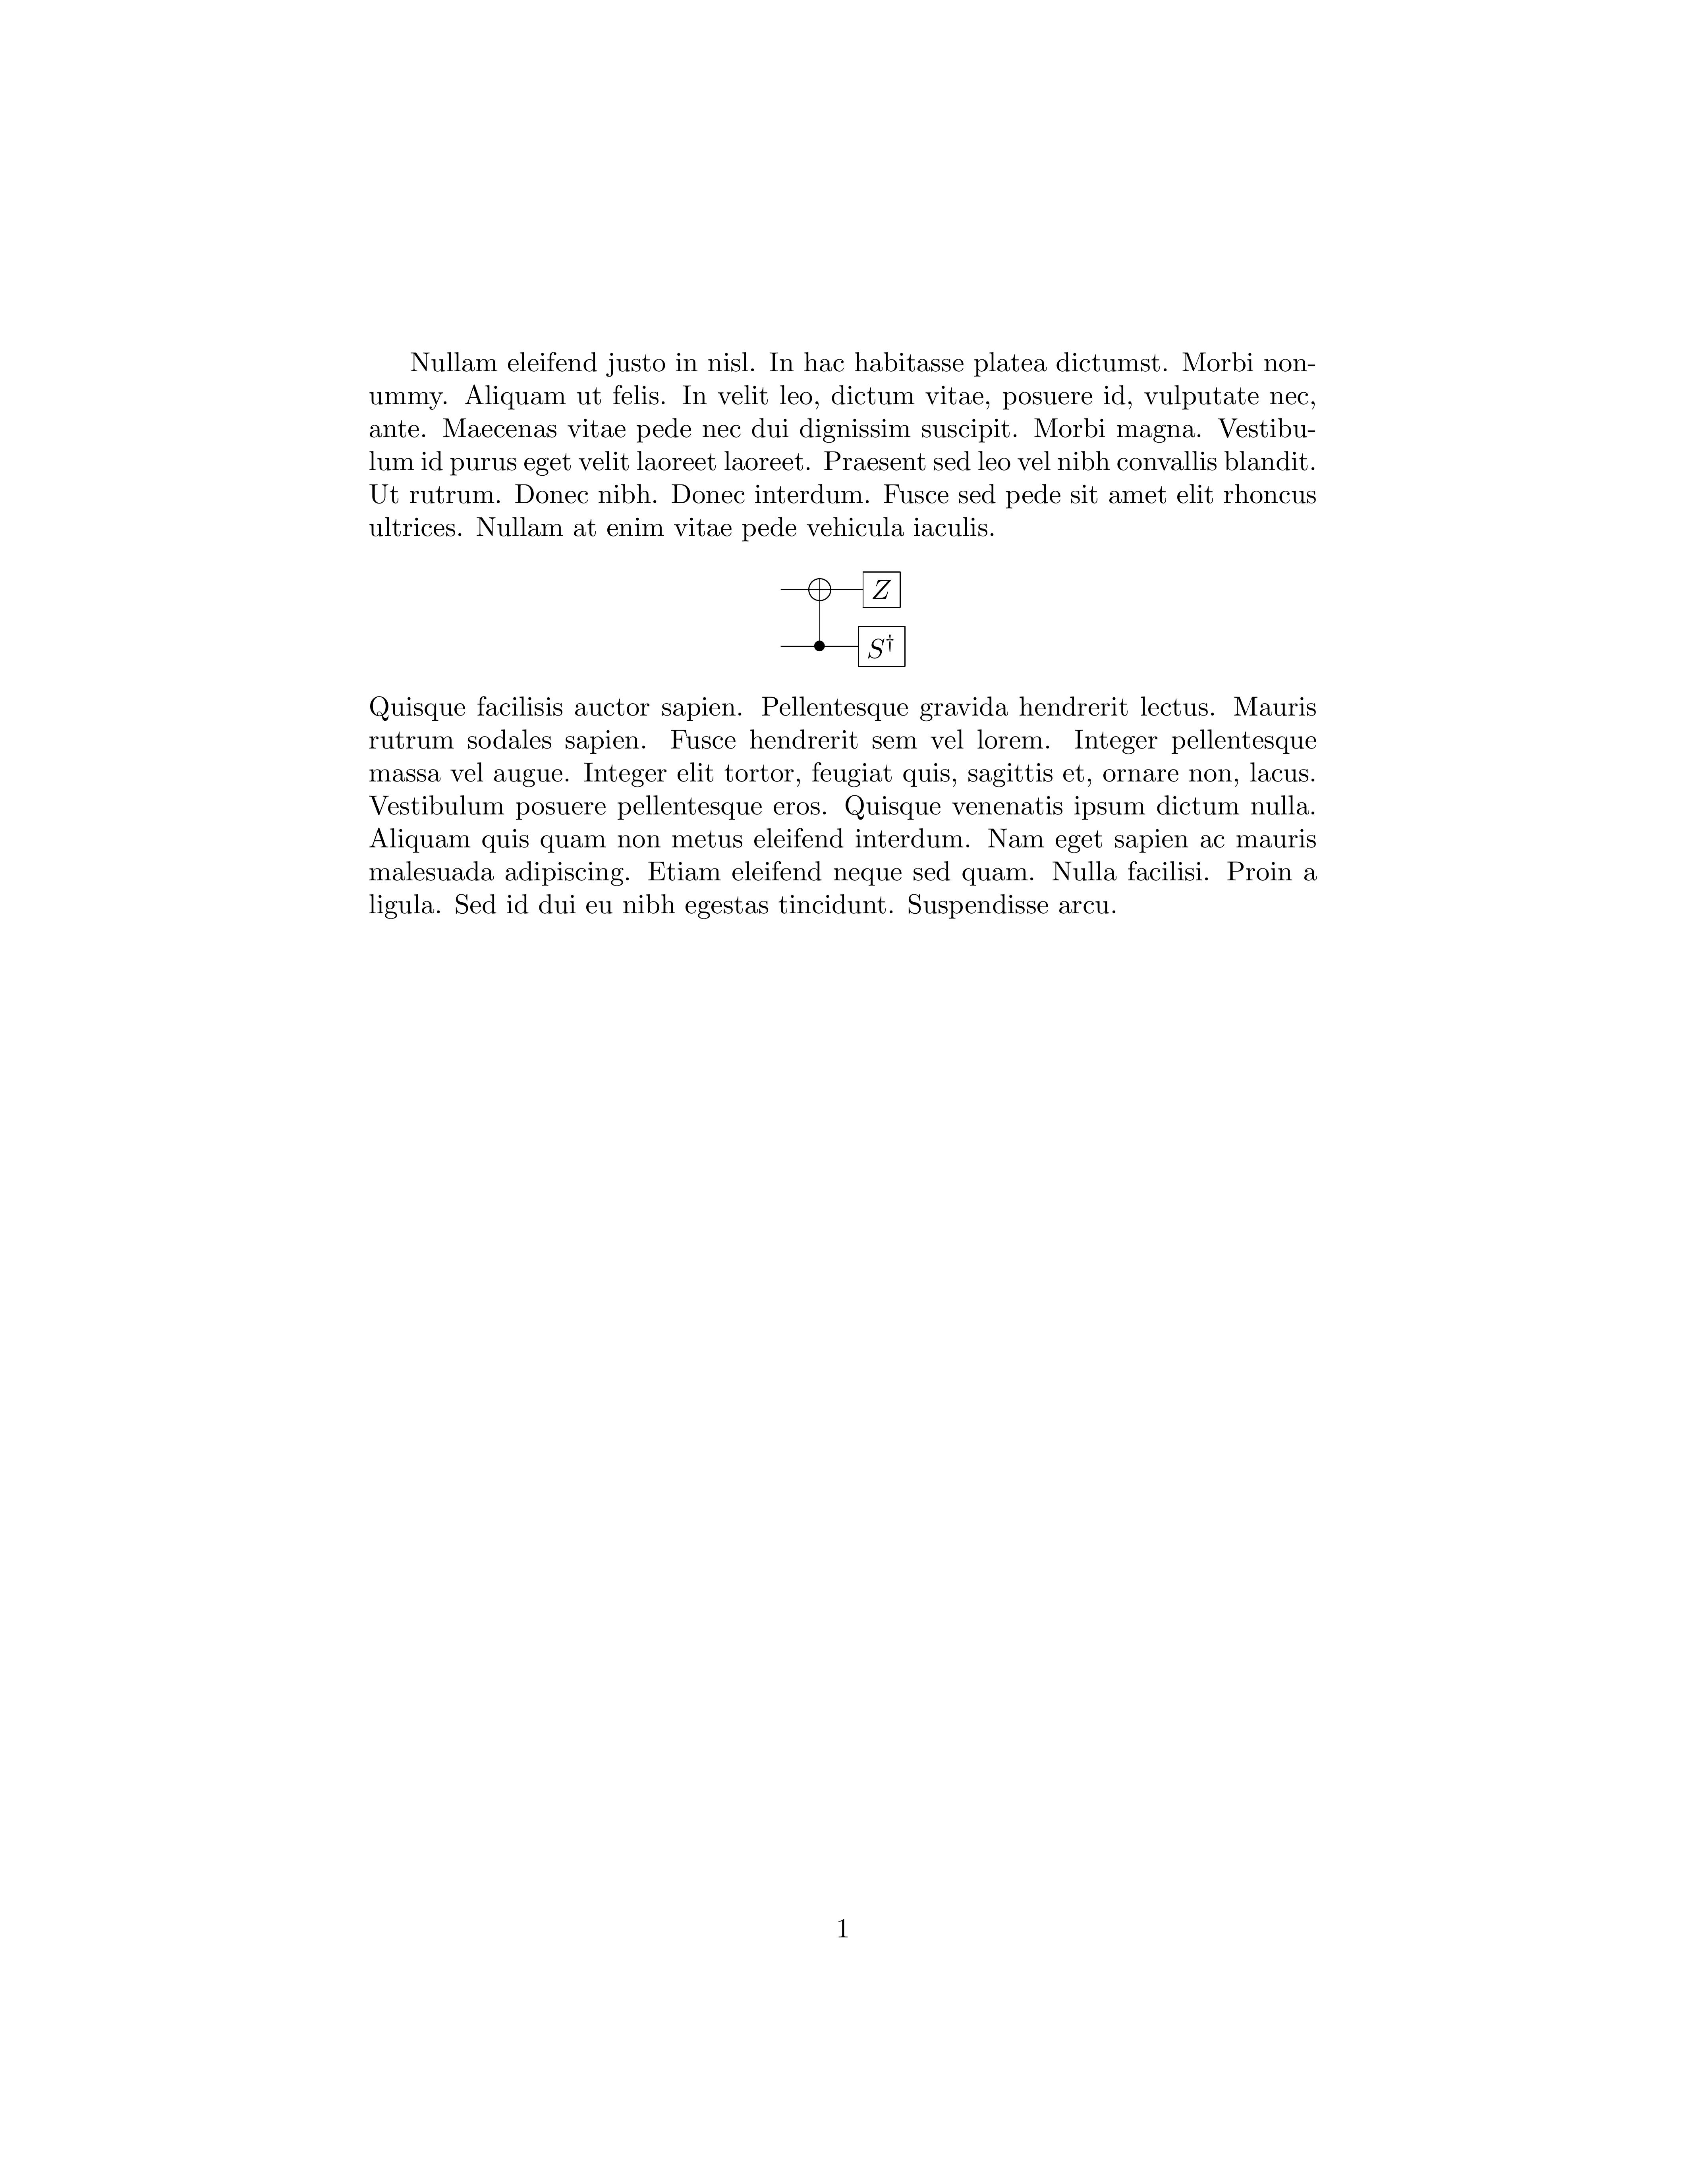 Nullam eleifend justo in nisl. In hac habitasse platea dictumst. Morbi non-
ummy. Aliquam ut felis. In velit leo, dictum vitae, posuere id, vulputate nec,
ante. Maecenas vitae pede nec dui dignissim suscipit. Morbi magna. Vestibu-
lum id purus eget velit laoreet laoreet. Praesent sed leo vel nibh convallis blandit.
Ut rutrum. Donec nibh. Donec interdum. Fusce sed pede sit amet elit rhoncus
ultrices. Nullam at enim vitae pede vehicula iaculis.
Z
S†
Quisque facilisis auctor sapien. Pellentesque gravida hendrerit lectus. Mauris
rutrum sodales sapien. Fusce hendrerit sem vel lorem. Integer pellentesque
massa vel augue. Integer elit tortor, feugiat quis, sagittis et, ornare non, lacus.
Vestibulum posuere pellentesque eros. Quisque venenatis ipsum dictum nulla.
Aliquam quis quam non metus eleifend interdum. Nam eget sapien ac mauris
malesuada adipiscing. Etiam eleifend neque sed quam. Nulla facilisi. Proin a
ligula. Sed id dui eu nibh egestas tincidunt. Suspendisse arcu.
1